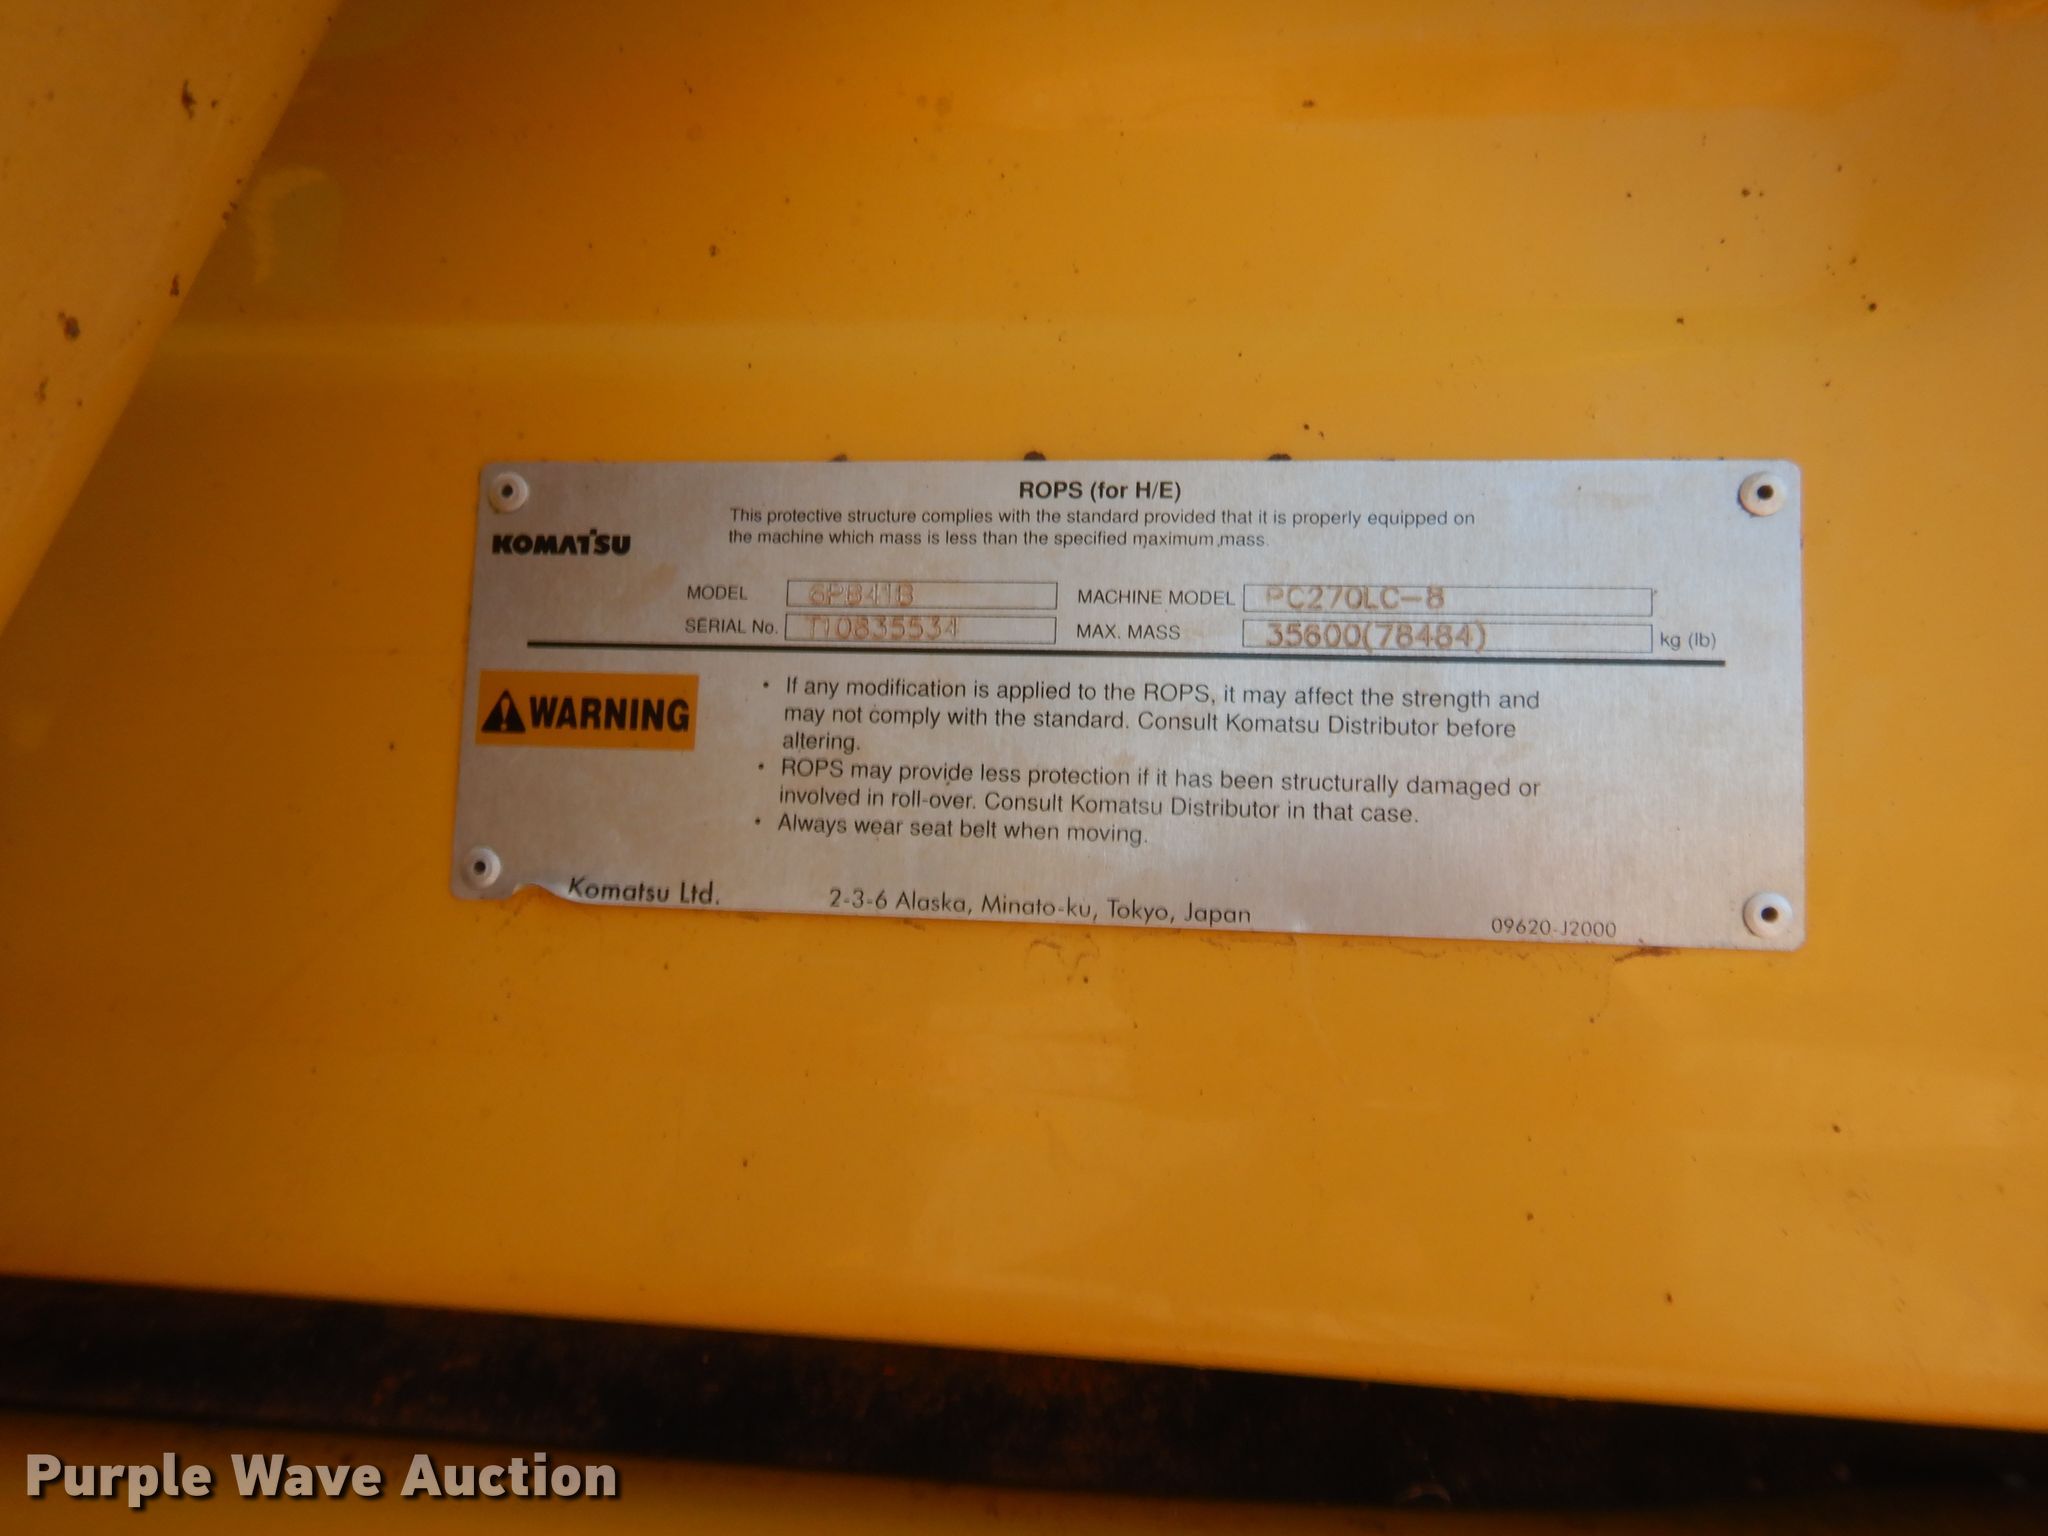 ROPS (for H/E)
This protective structure complies with the standard provided that it is properly equipped on
the machine which mass is less than the specified maximum mass.
KOMATSU
MODEL 6PB41B MACHINE MODEL PC270LC-8
SERIAL No. T10835534 MAX. MASS 35600(78484) kg (lb)
WARNING
• If any modification is applied to the ROPS, it may affect the strength and
may not comply with the standard. Consult Komatsu Distributor before
altering.
• ROPS may provide less protection if it has been structurally damaged or
involved in roll-over. Consult Komatsu Distributor in that case.
• Always wear seat belt when moving.
Komatsu Ltd. 2-3-6 Alaska, Minato-ku, Tokyo, Japan
09620-J2000
Purple Wave Auction